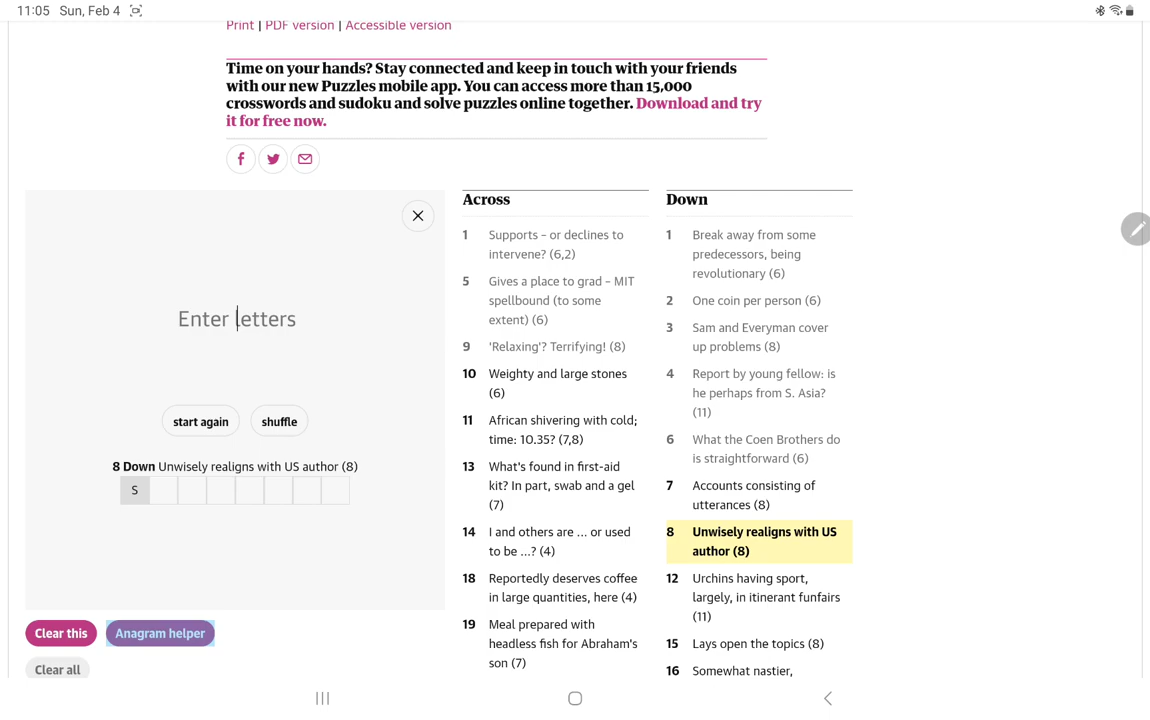 11:05 Sun, Feb 4
Print | PDF version | Accessible version
Time on your hands? Stay connected and keep in touch with your friends
with our new Puzzles mobile app. You can access more than 15,000
crosswords and sudoku and solve puzzles online together. Download and try
it for free now.
Enter letters
start again shuffle
8 Down Unwisely realigns with US author (8)
S
Clear this Anagram helper
Clear all
Across
1 Supports – or declines to
intervene? (6,2)
5 Gives a place to grad – MIT
spellbound (to some
extent) (6)
9 'Relaxing'? Terrifying! (8)
10 Weighty and large stones
(6)
11 African shivering with cold;
time: 10.35? (7,8)
13 What's found in first-aid
kit? In part, swab and a gel
(7)
14 I and others are ... or used
to be ...? (4)
18 Reportedly deserves coffee
in large quantities, here (4)
19 Meal prepared with
headless fish for Abraham's
son (7)
Down
1 Break away from some
predecessors, being
revolutionary (6)
2 One coin per person (6)
3 Sam and Everyman cover
up problems (8)
4 Report by young fellow: is
he perhaps from S. Asia?
(11)
6 What the Coen Brothers do
is straightforward (6)
7 Accounts consisting of
utterances (8)
8 Unwisely realigns with US
author (8)
12 Urchins having sport,
largely, in itinerant funfairs
(11)
15 Lays open the topics (8)
16 Somewhat nastier,